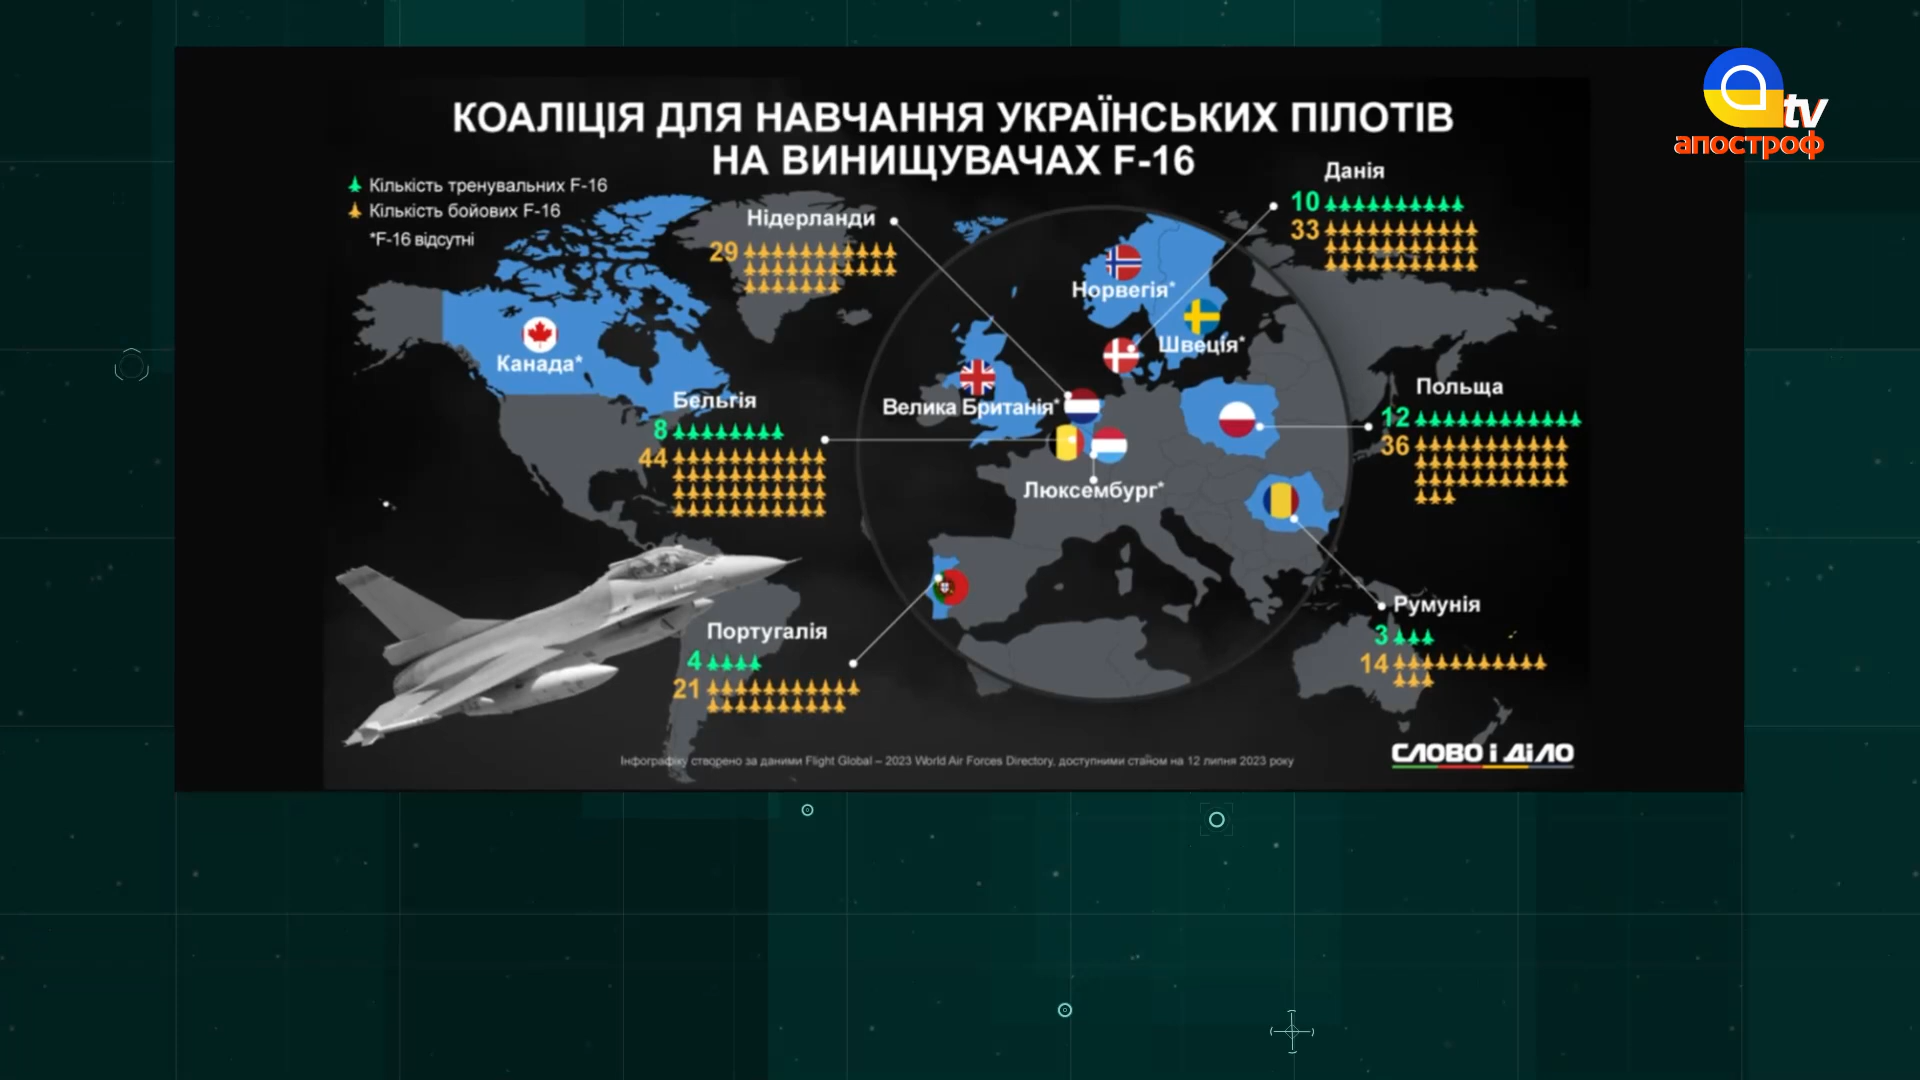 КОАЛІЦІЯ ДЛЯ НАВЧАННЯ УКРАЇНСЬКИХ ПІЛОТІВ
НА ВИНИЩУВАЧАХ F-16
tv
апостроф
Кількість тренувальних F-16
Кількість бойових F-16
*F-16 відсутні
Нідерланди
29
Данія
10
33
Норвегія*
Швеція*
Канада*
Велика Британія*
Бельгія
8
44
Польща
12
36
Люксембург*
Румунія
3
14
Португалія
4
21
Інфографіку створено за даними Flight Global – 2023 World Air Forces Directory, доступними станом на 12 липня 2023 року
СЛОВО і ДІЛО